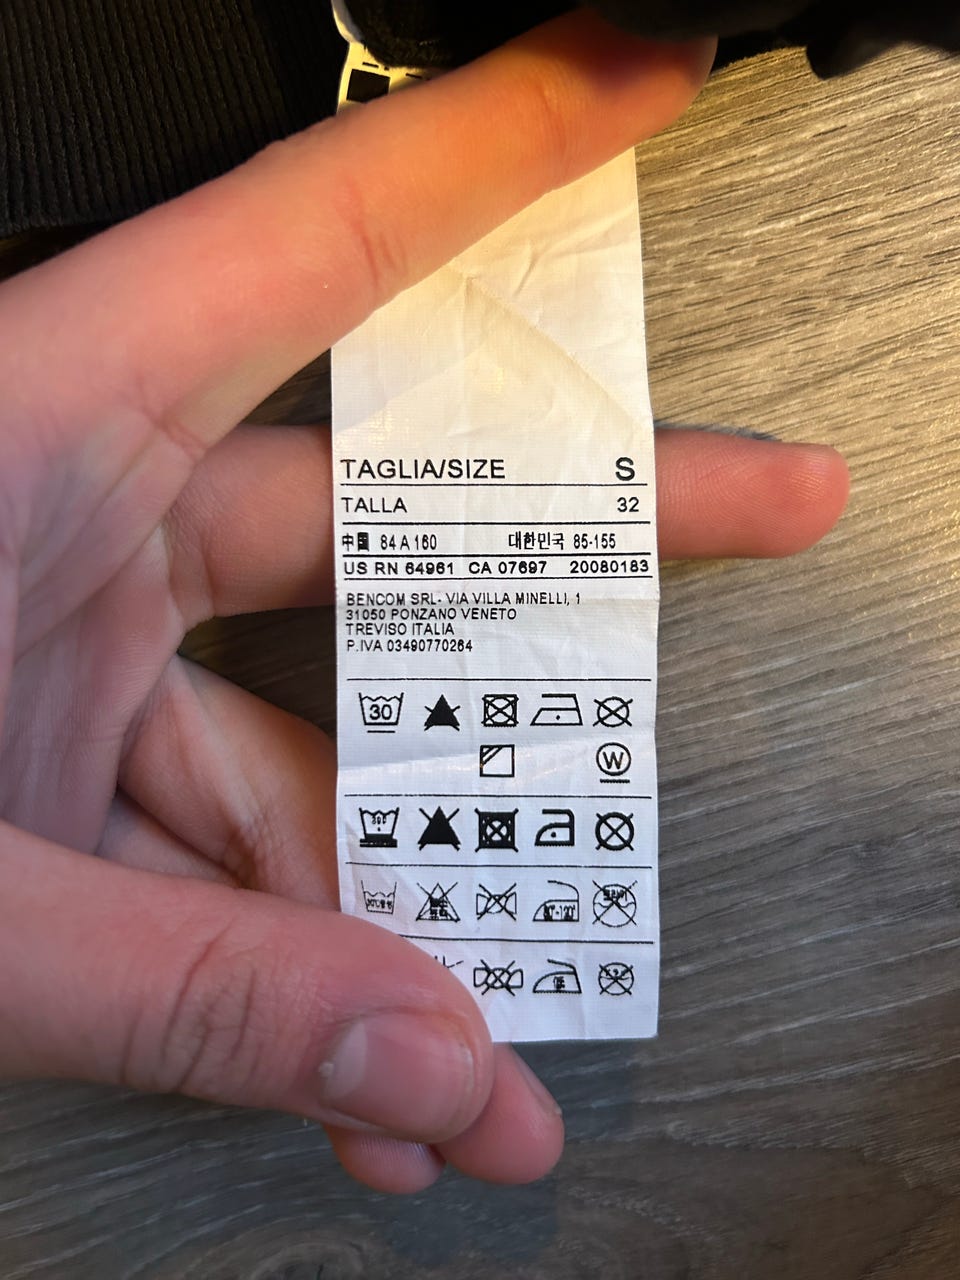 TAGLIA/SIZE S
TALLA 32
中国 84 A 160 대한민국 85-155
US RN 64961 CA 07697 20080183
BENCOM SRL- VIA VILLA MINELLI, 1
31050 PONZANO VENETO
TREVISO ITALIA
P.IVA 03490770264
30
W